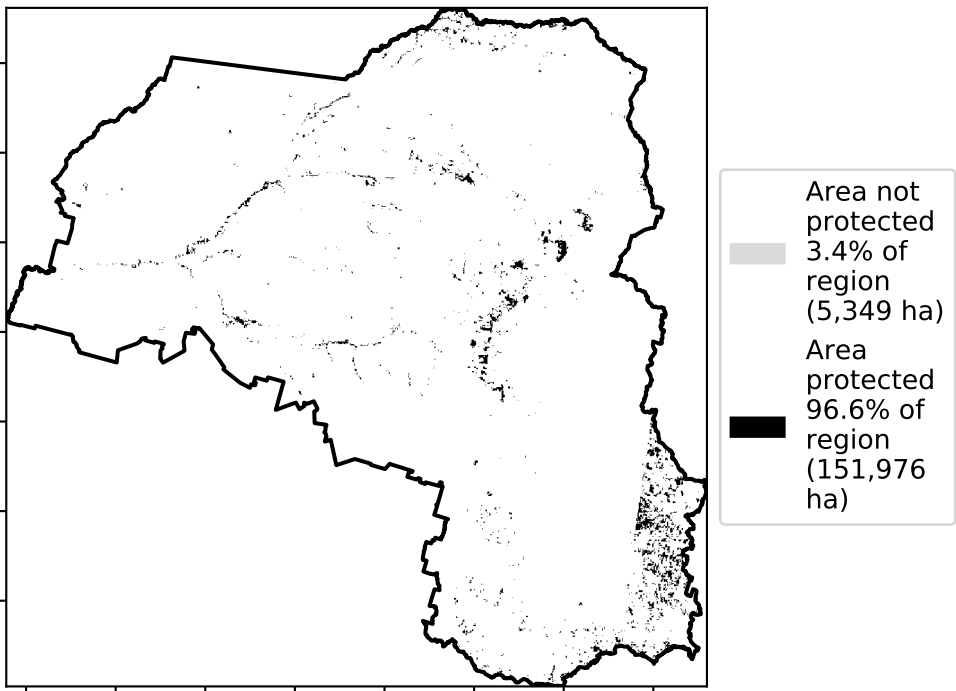 Area not
protected
3.4% of
region
(5,349 ha)
Area
protected
96.6% of
region
(151,976
ha)